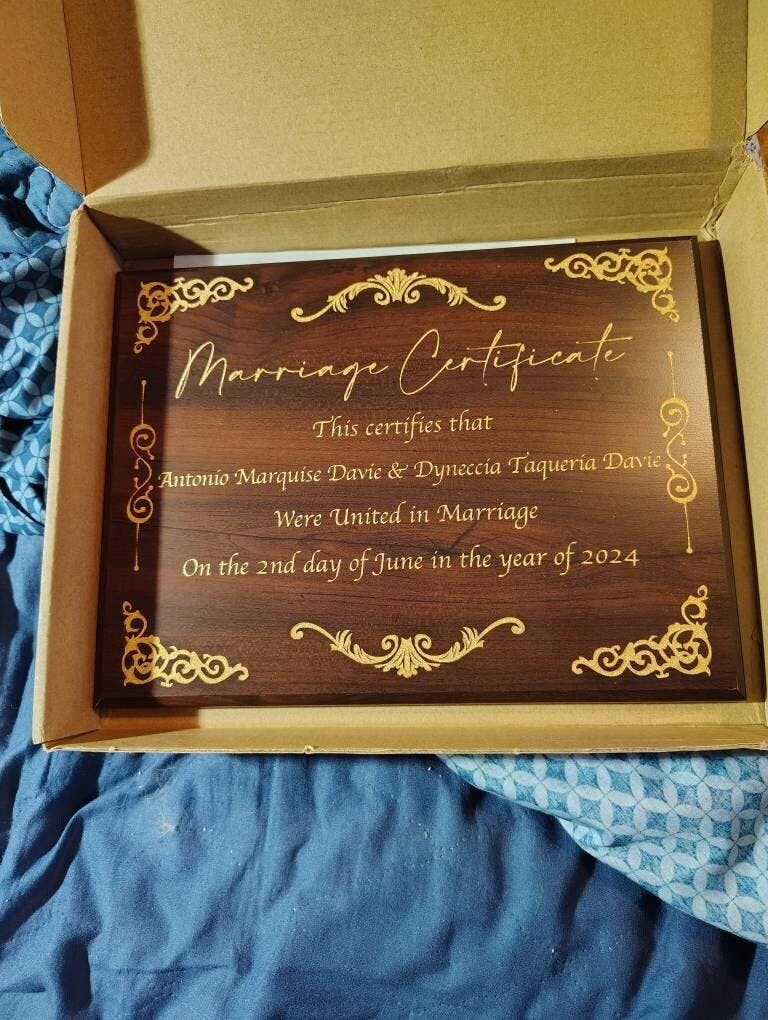 Marriage Certificate
This certifies that
Antonio Marquise Davie & Dyneccia Taqueria Davie
Were United in Marriage
On the 2nd day of June in the year of 2024